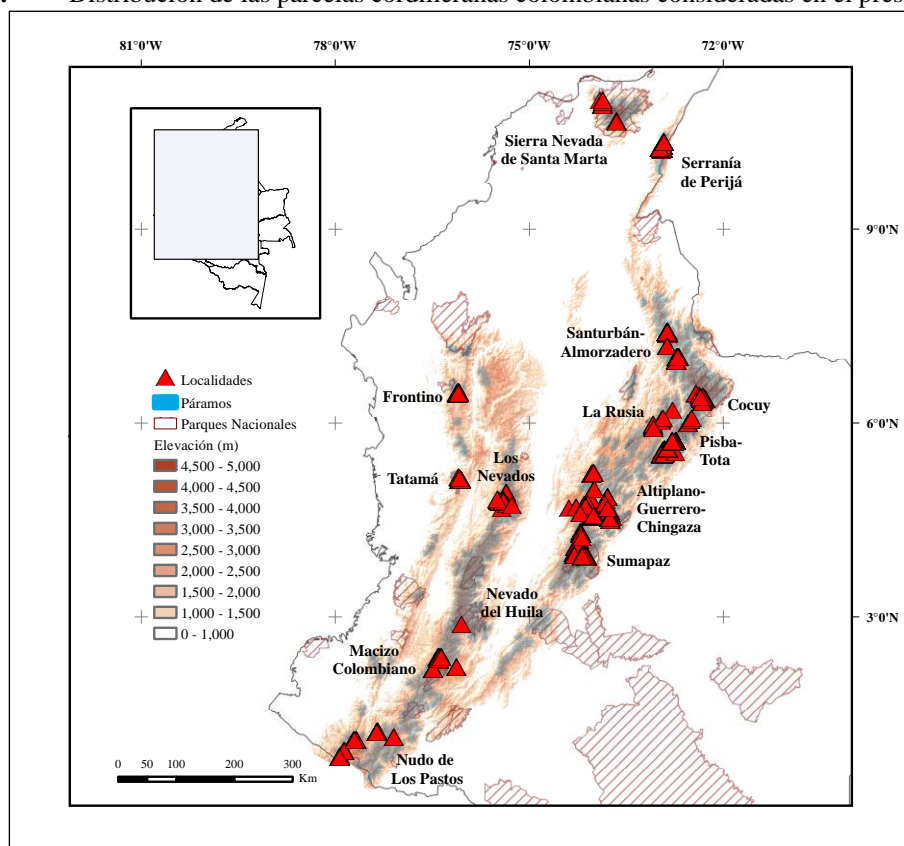 Distribución de las parcelas cordilleranas colombianas consideradas en el
81°0'W 78°0'W 75°0'W 72°0'W
Sierra Nevada
de Santa Marta
Serranía
de Perijá
9°0'N
Santurbán-
Almorzadero
Localidades
Páramos
Parques Nacionales
Elevación (m)
4,500 - 5,000
4,000 - 4,500
3,500 - 4,000
3,000 - 3,500
2,500 - 3,000
2,000 - 2,500
1,500 - 2,000
1,000 - 1,500
0 - 1,000
Frontino
La Rusia
Cocuy
6°0'N
Pisba-
Tota
Tatamá
Los
Nevados
Altiplano-
Guerrero-
Chingaza
Sumapaz
Nevado
del Huila
3°0'N
Macizo
Colombiano
Nudo de
Los Pastos
0 50 100 200 300
Km